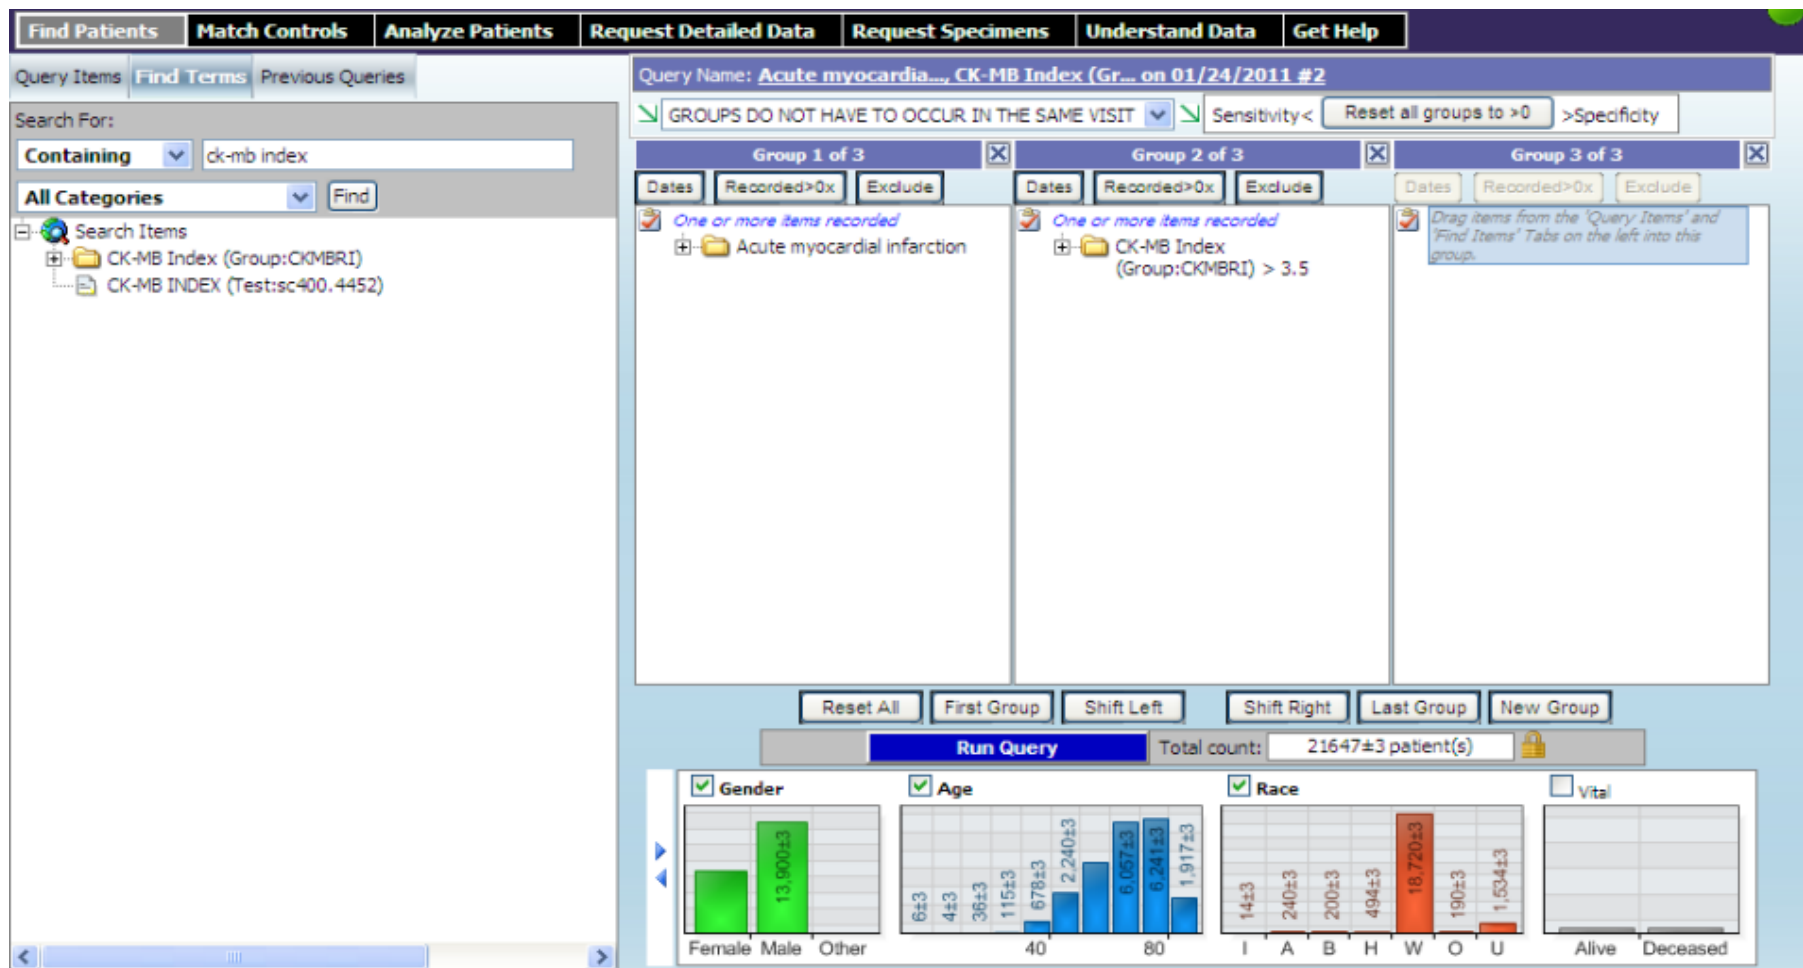 Find Patients Match Controls Analyze Patients Request Detailed Data Request Specimens Understand Data Get Help
Query Items Find Terms Previous Queries
Search For:
Containing ck-mb index
All Categories Find
Search Items
CK-MB Index (Group:CKMBRI)
CK-MB INDEX (Test:sc400.4452)
Query Name: Acute myocardia..., CK-MB Index (Gr... on 01/24/2011 #2
GROUPS DO NOT HAVE TO OCCUR IN THE SAME VISIT Sensitivity< Reset all groups to >0 >Specificity
Group 1 of 3
Dates Recorded>0x Exclude
One or more items recorded
Acute myocardial infarction
Group 2 of 3
Dates Recorded>0x Exclude
One or more items recorded
CK-MB Index
(Group:CKMBRI) > 3.5
Group 3 of 3
Dates Recorded>0x Exclude
Drag items from the 'Query Items' and
'Find Items' Tabs on the left into this
group.
Reset All First Group Shift Left Shift Right Last Group New Group
Run Query Total count: 21647±3 patient(s)
Gender
13,900±3
Female Male Other
Age
6±3 4±3 36±3 115±3 678±3 2,240±3 6,057±3 6,241±3 1,917±3
40 80
Race
14±3 240±3 200±3 494±3 18,720±3 190±3 1,534±3
I A B H W O U
Vital
Alive Deceased